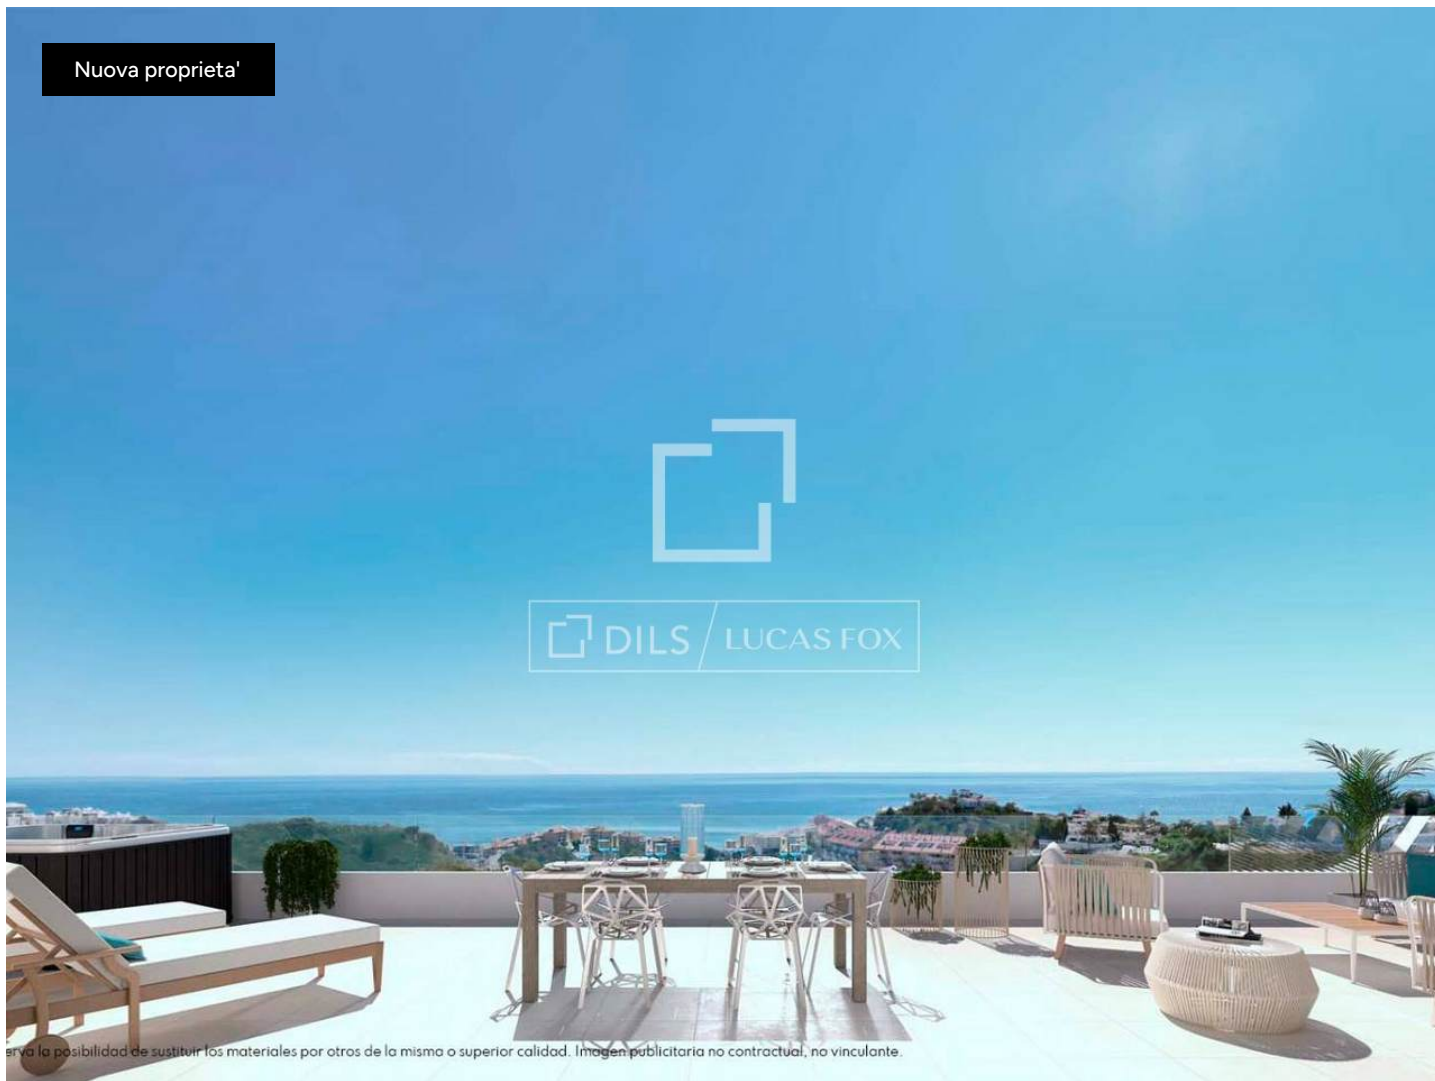 Nuova proprieta'
DILS / LUCAS FOX
la posibilidad de sustituir los materiales por otros de la misma o superior calidad. Imagen publicitaria no contractual, no vinculante.